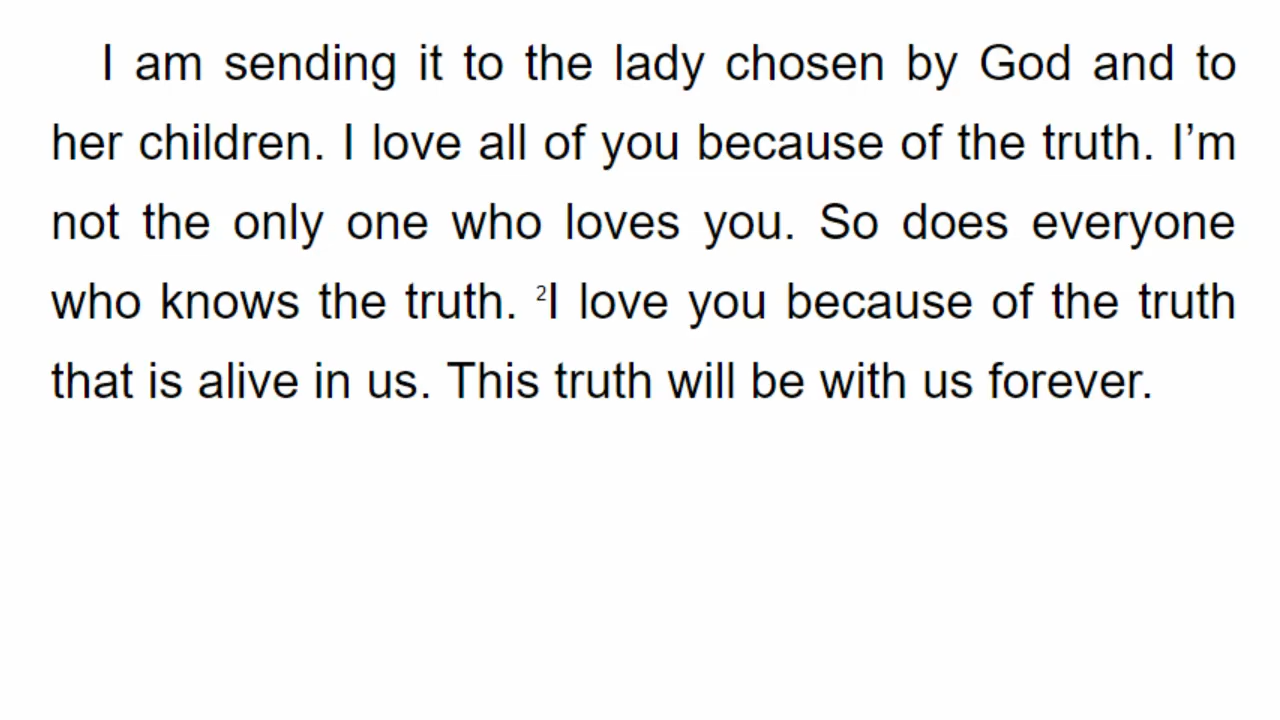 I am sending it to the lady chosen by God and to
her children. I love all of you because of the truth. I’m
not the only one who loves you. So does everyone
who knows the truth. ²I love you because of the truth
that is alive in us. This truth will be with us forever.